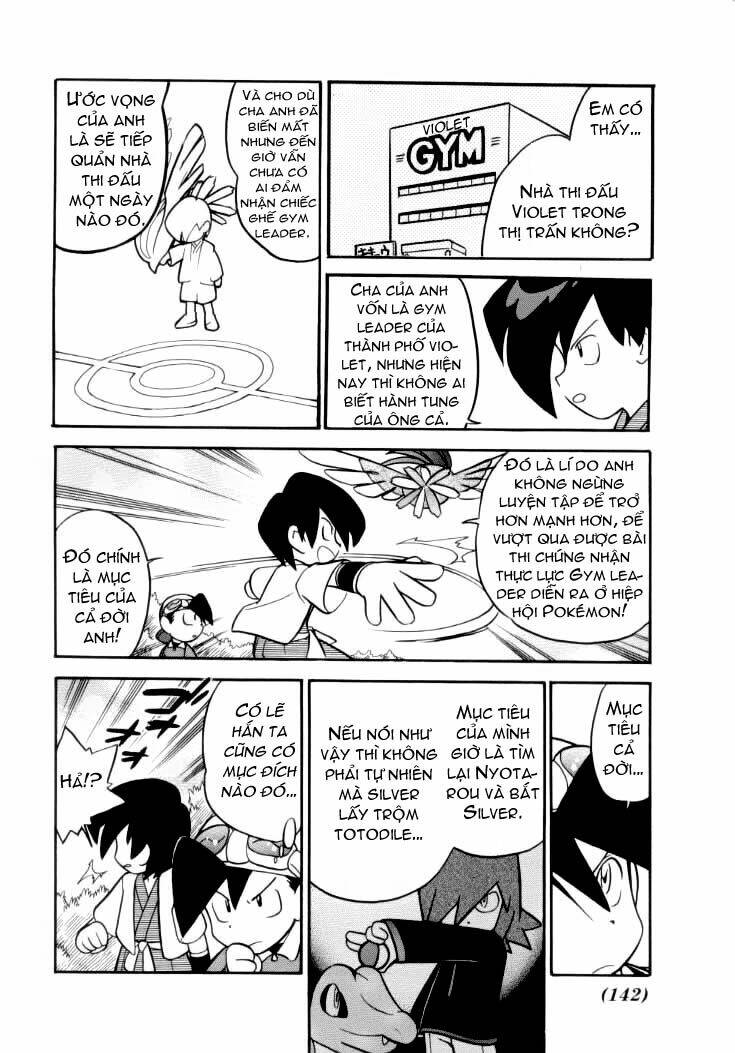 Em có
thấy...
Nhà thi đấu
Violet trong
thị trấn không?
VIOLET
GYM
キキョウ
Cha của anh
vốn là gym
leader của
thành phố vio-
let, nhưng hiện
nay thì không ai
biết hành tung
của ông cả.
Và cho dù
cha anh đã
biến mất
nhưng đến
giờ vẫn
chưa có
ai đảm
nhận chiếc
ghế gym
leader.
Ước vọng
của anh
là sẽ tiếp
quản nhà
thi đấu
một ngày
nào đó.
Đó là lí do anh
không ngừng
luyện tập để trở
hơn mạnh hơn, để
vượt qua được bài
thi chứng nhận
thực lực Gym lea-
der diễn ra ở hiệp
hội Pokémon!
Đó chính
là mục
tiêu của
cả đời
anh!
Mục
tiêu
cả
đời...
Mục tiêu
của mình
giờ là tìm
lại Nyota-
rou và bắt
Silver.
Nếu nói như
vậy thì không
phải tự nhiên
mà silver
lấy trộm
totodile...
Có lẽ
hắn ta
cũng có
mục đích
nào đó...
Hả!?
(142)